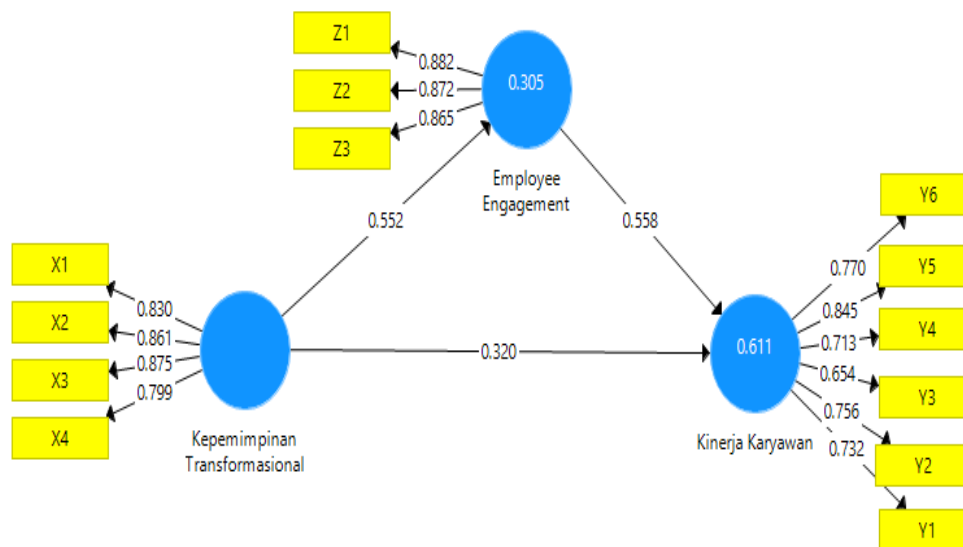 Z1
0.882
Z2
0.872
0.865
Z3
0.305
Employee
Engagement
0.552
0.558
X1
0.830
X2
0.861
X3
0.875
0.799
X4
Kepemimpinan
Transformasional
0.320
0.611
Kinerja Karyawan
Y6
0.770
Y5
0.845
Y4
0.713
0.654
Y3
0.756
0.732
Y2
Y1